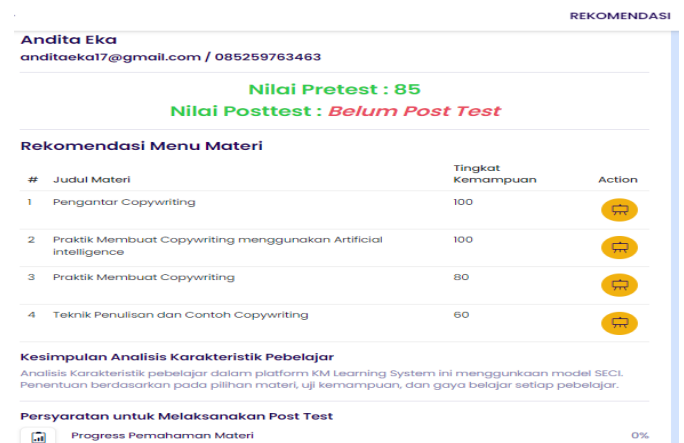 REKOMENDASI
Andita Eka
anditaeka17@gmail.com / 085259763463
Nilai Pretest : 85
Nilai Posttest : Belum Post Test
Rekomendasi Menu Materi
# Judul Materi Tingkat Kemampuan Action
1 Pengantar Copywriting 100
2 Praktik Membuat Copywriting menggunakan Artificial
intelligence 100
3 Praktik Membuat Copywriting 80
4 Teknik Penulisan dan Contoh Copywriting 60
Kesimpulan Analisis Karakteristik Pebelajar
Analisis Karakteristik pebelajar dalam platform KM Learning System ini menggunkaan model SECI.
Penentuan berdasarkan pada pilihan materi, uji kemampuan, dan gaya belajar setiap pebelajar.
Persyaratan untuk Melaksanakan Post Test
Progress Pemahaman Materi 0%